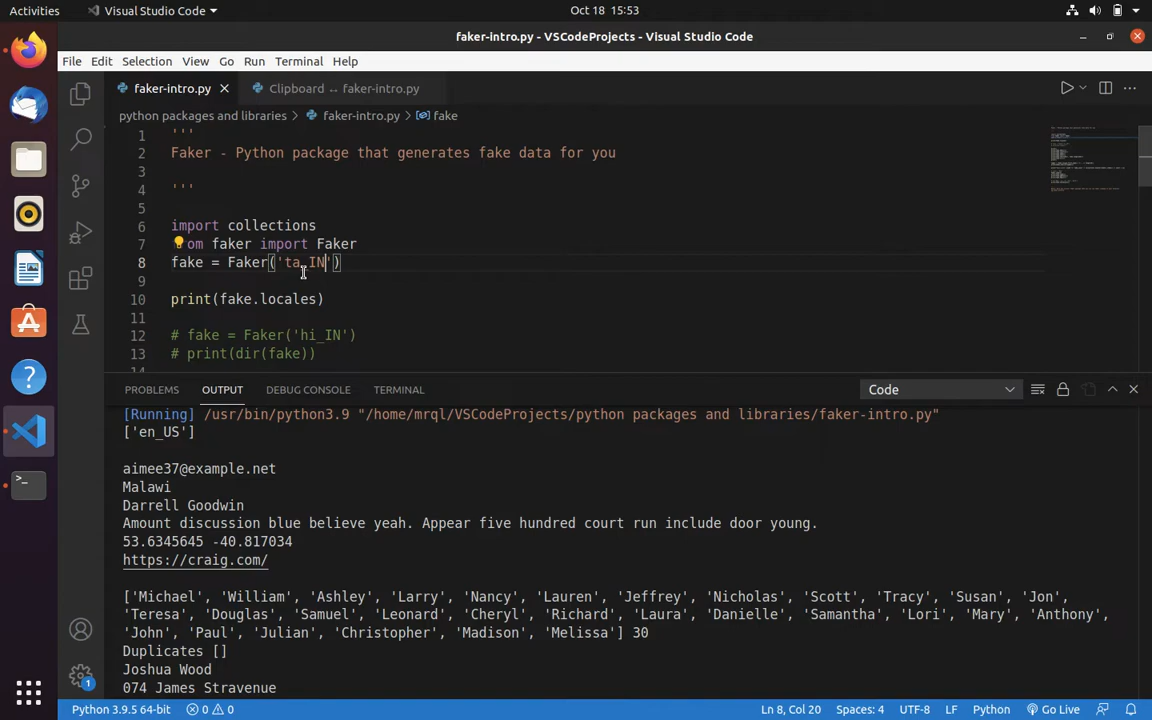 Activities
Visual Studio Code
Oct 18 15:53
faker-intro.py - VSCodeProjects - Visual Studio Code
File Edit Selection View Go Run Terminal Help
faker-intro.py
Clipboard ↔ faker-intro.py
python packages and libraries > faker-intro.py > fake
1 '''
2 Faker - Python package that generates fake data for you
3
4 '''
5
6 import collections
7 om faker import Faker
8 fake = Faker('ta_IN')
9
10 print(fake.locales)
11
12 # fake = Faker('hi_IN')
13 # print(dir(fake))
14
PROBLEMS OUTPUT DEBUG CONSOLE TERMINAL
Code
[Running] /usr/bin/python3.9 "/home/mrql/VSCodeProjects/python packages and libraries/faker-intro.py"
['en_US']
aimee37@example.net
Malawi
Darrell Goodwin
Amount discussion blue believe yeah. Appear five hundred court run include door young.
53.6345645 -40.817034
https://craig.com/
['Michael', 'William', 'Ashley', 'Larry', 'Nancy', 'Lauren', 'Jeffrey', 'Nicholas', 'Scott', 'Tracy', 'Susan', 'Jon',
'Teresa', 'Douglas', 'Samuel', 'Leonard', 'Cheryl', 'Richard', 'Laura', 'Danielle', 'Samantha', 'Lori', 'Mary', 'Anthony',
'John', 'Paul', 'Julian', 'Christopher', 'Madison', 'Melissa'] 30
Duplicates []
Joshua Wood
074 James Stravenue
1
Python 3.9.5 64-bit
0 0
Ln 8, Col 20
Spaces: 4
UTF-8
LF
Python
Go Live